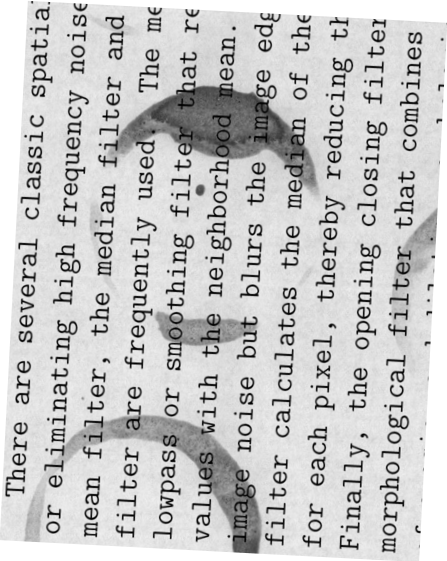 There are several classic spatia
or eliminating high frequency noise
mean filter, the median filter and
filter are frequently used. The me
lowpass or smoothing filter that re
values with the neighborhood mean.
image noise but blurs the image edg
filter calculates the median of the
for each pixel, thereby reducing th
Finally, the opening closing filter
morphological filter that combines